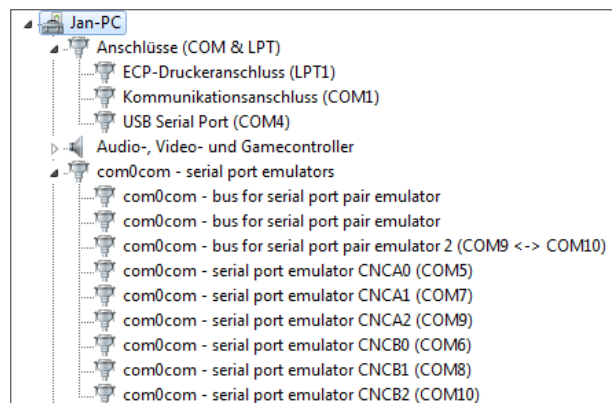 Jan-PC
Anschlüsse (COM & LPT)
ECP-Druckeranschluss (LPT1)
Kommunikationsanschluss (COM1)
USB Serial Port (COM4)
Audio-, Video- und Gamecontroller
com0com - serial port emulators
com0com - bus for serial port pair emulator
com0com - bus for serial port pair emulator
com0com - bus for serial port pair emulator 2 (COM9 <-> COM10)
com0com - serial port emulator CNCA0 (COM5)
com0com - serial port emulator CNCA1 (COM7)
com0com - serial port emulator CNCA2 (COM9)
com0com - serial port emulator CNCB0 (COM6)
com0com - serial port emulator CNCB1 (COM8)
com0com - serial port emulator CNCB2 (COM10)